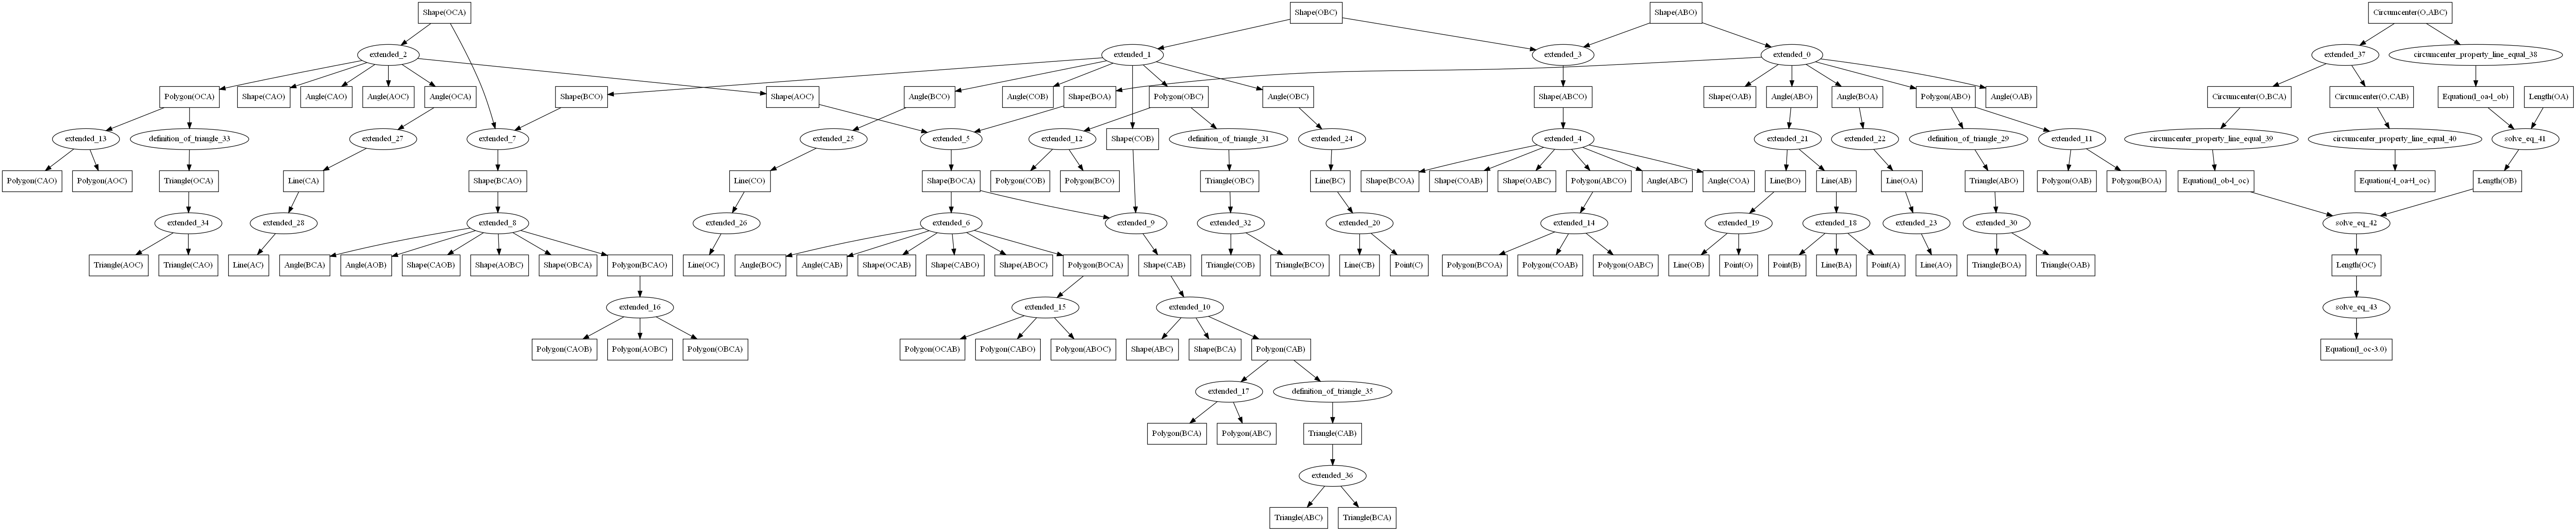 Shape(OCA)
Shape(OBC)
Shape(ABO)
Circumcenter(O,ABC)
extended_2
extended_1
extended_3
extended_0
extended_37
circumcenter_property_line_equal_38
Polygon(OCA)
Shape(CAO)
Angle(CAO)
Angle(AOC)
Angle(OCA)
Shape(BCO)
Shape(AOC)
Angle(BCO)
Angle(COB)
Shape(BOA)
Polygon(OBC)
Angle(OBC)
Shape(ABCO)
Shape(OAB)
Angle(ABO)
Angle(BOA)
Polygon(ABO)
Angle(OAB)
Circumcenter(O,BCA)
Circumcenter(O,CAB)
Equation(l_oa-l_ob)
Length(OA)
extended_13
definition_of_triangle_33
extended_27
extended_7
extended_25
extended_5
extended_12
Shape(COB)
definition_of_triangle_31
extended_24
extended_4
extended_21
extended_22
definition_of_triangle_29
extended_11
circumcenter_property_line_equal_39
circumcenter_property_line_equal_40
solve_eq_41
Polygon(CAO)
Polygon(AOC)
Triangle(OCA)
Line(CA)
Shape(BCAO)
Line(CO)
Shape(BOCA)
Polygon(COB)
Polygon(BCO)
Triangle(OBC)
Line(BC)
Shape(BCOA)
Shape(COAB)
Shape(OABC)
Polygon(ABCO)
Angle(ABC)
Angle(COA)
Line(BO)
Line(AB)
Line(OA)
Triangle(ABO)
Polygon(OAB)
Polygon(BOA)
Equation(l_ob-l_oc)
Equation(-l_oa+l_oc)
Length(OB)
extended_34
extended_28
extended_8
extended_26
extended_6
extended_9
extended_32
extended_20
extended_14
extended_19
extended_18
extended_23
extended_30
solve_eq_42
Triangle(AOC)
Triangle(CAO)
Line(AC)
Angle(BCA)
Angle(AOB)
Shape(CAOB)
Shape(AOBC)
Shape(OBCA)
Polygon(BCAO)
Line(OC)
Angle(BOC)
Angle(CAB)
Shape(OCAB)
Shape(CABO)
Shape(ABOC)
Polygon(BOCA)
Shape(CAB)
Triangle(COB)
Triangle(BCO)
Line(CB)
Point(C)
Polygon(BCOA)
Polygon(COAB)
Polygon(OABC)
Line(OB)
Point(O)
Point(B)
Line(BA)
Point(A)
Line(AO)
Triangle(BOA)
Triangle(OAB)
Length(OC)
extended_16
extended_15
extended_10
solve_eq_43
Polygon(CAOB)
Polygon(AOBC)
Polygon(OBCA)
Polygon(OCAB)
Polygon(CABO)
Polygon(ABOC)
Shape(ABC)
Shape(BCA)
Polygon(CAB)
Equation(l_oc-3.0)
extended_17
definition_of_triangle_35
Polygon(BCA)
Polygon(ABC)
Triangle(CAB)
extended_36
Triangle(ABC)
Triangle(BCA)